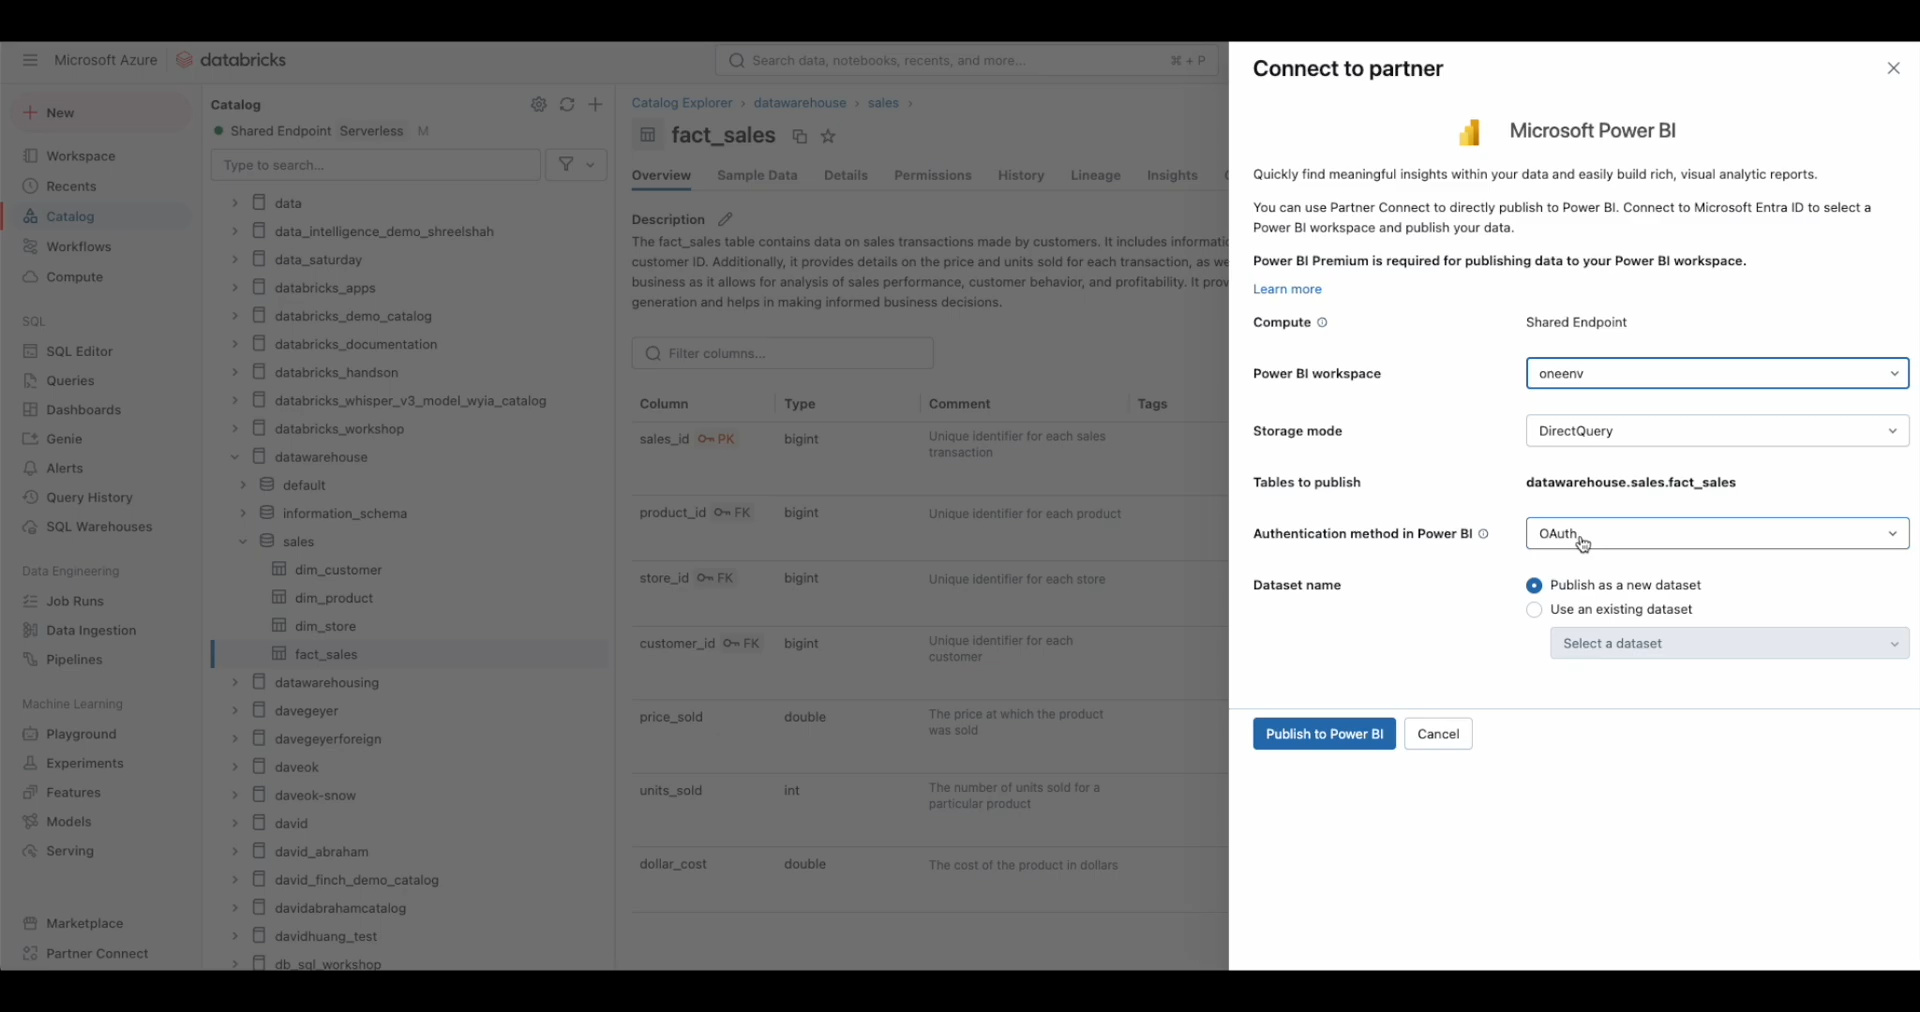 Microsoft Azure
databricks
Search data, notebooks, recents, and more...
⌘ + P
New
Workspace
Recents
Catalog
Workflows
Compute
SQL
SQL Editor
Queries
Dashboards
Genie
Alerts
Query History
SQL Warehouses
Data Engineering
Job Runs
Data Ingestion
Pipelines
Machine Learning
Playground
Experiments
Features
Models
Serving
Marketplace
Partner Connect
Catalog
Shared Endpoint Serverless M
Type to search...
data
data_intelligence_demo_shreelshah
data_saturday
databricks_apps
databricks_demo_catalog
databricks_documentation
databricks_handson
databricks_whisper_v3_model_wyia_catalog
databricks_workshop
datawarehouse
default
information_schema
sales
dim_customer
dim_product
dim_store
fact_sales
datawarehousing
davegeyer
davegeyerforeign
daveok
daveok-snow
david
david_abraham
david_finch_demo_catalog
davidabrahamcatalog
davidhuang_test
db_sql_workshop
Catalog Explorer › datawarehouse › sales ›
fact_sales
Overview Sample Data Details Permissions History Lineage Insights
Description
The fact_sales table contains data on sales transactions made by customers. It includes informatic
customer ID. Additionally, it provides details on the price and units sold for each transaction, as we
business as it allows for analysis of sales performance, customer behavior, and profitability. It prov
generation and helps in making informed business decisions.
Filter columns...
Column Type Comment Tags
sales_id PK bigint Unique identifier for each sales
transaction
product_id FK bigint Unique identifier for each product
store_id FK bigint Unique identifier for each store
customer_id FK bigint Unique identifier for each
customer
price_sold double The price at which the product
was sold
units_sold int The number of units sold for a
particular product
dollar_cost double The cost of the product in dollars
Connect to partner
Microsoft Power BI
Quickly find meaningful insights within your data and easily build rich, visual analytic reports.
You can use Partner Connect to directly publish to Power BI. Connect to Microsoft Entra ID to select a
Power BI workspace and publish your data.
Power BI Premium is required for publishing data to your Power BI workspace.
Learn more
Compute Shared Endpoint
Power BI workspace oneenv
Storage mode DirectQuery
Tables to publish datawarehouse.sales.fact_sales
Authentication method in Power BI OAuth
Dataset name Publish as a new dataset
Use an existing dataset
Select a dataset
Publish to Power BI Cancel